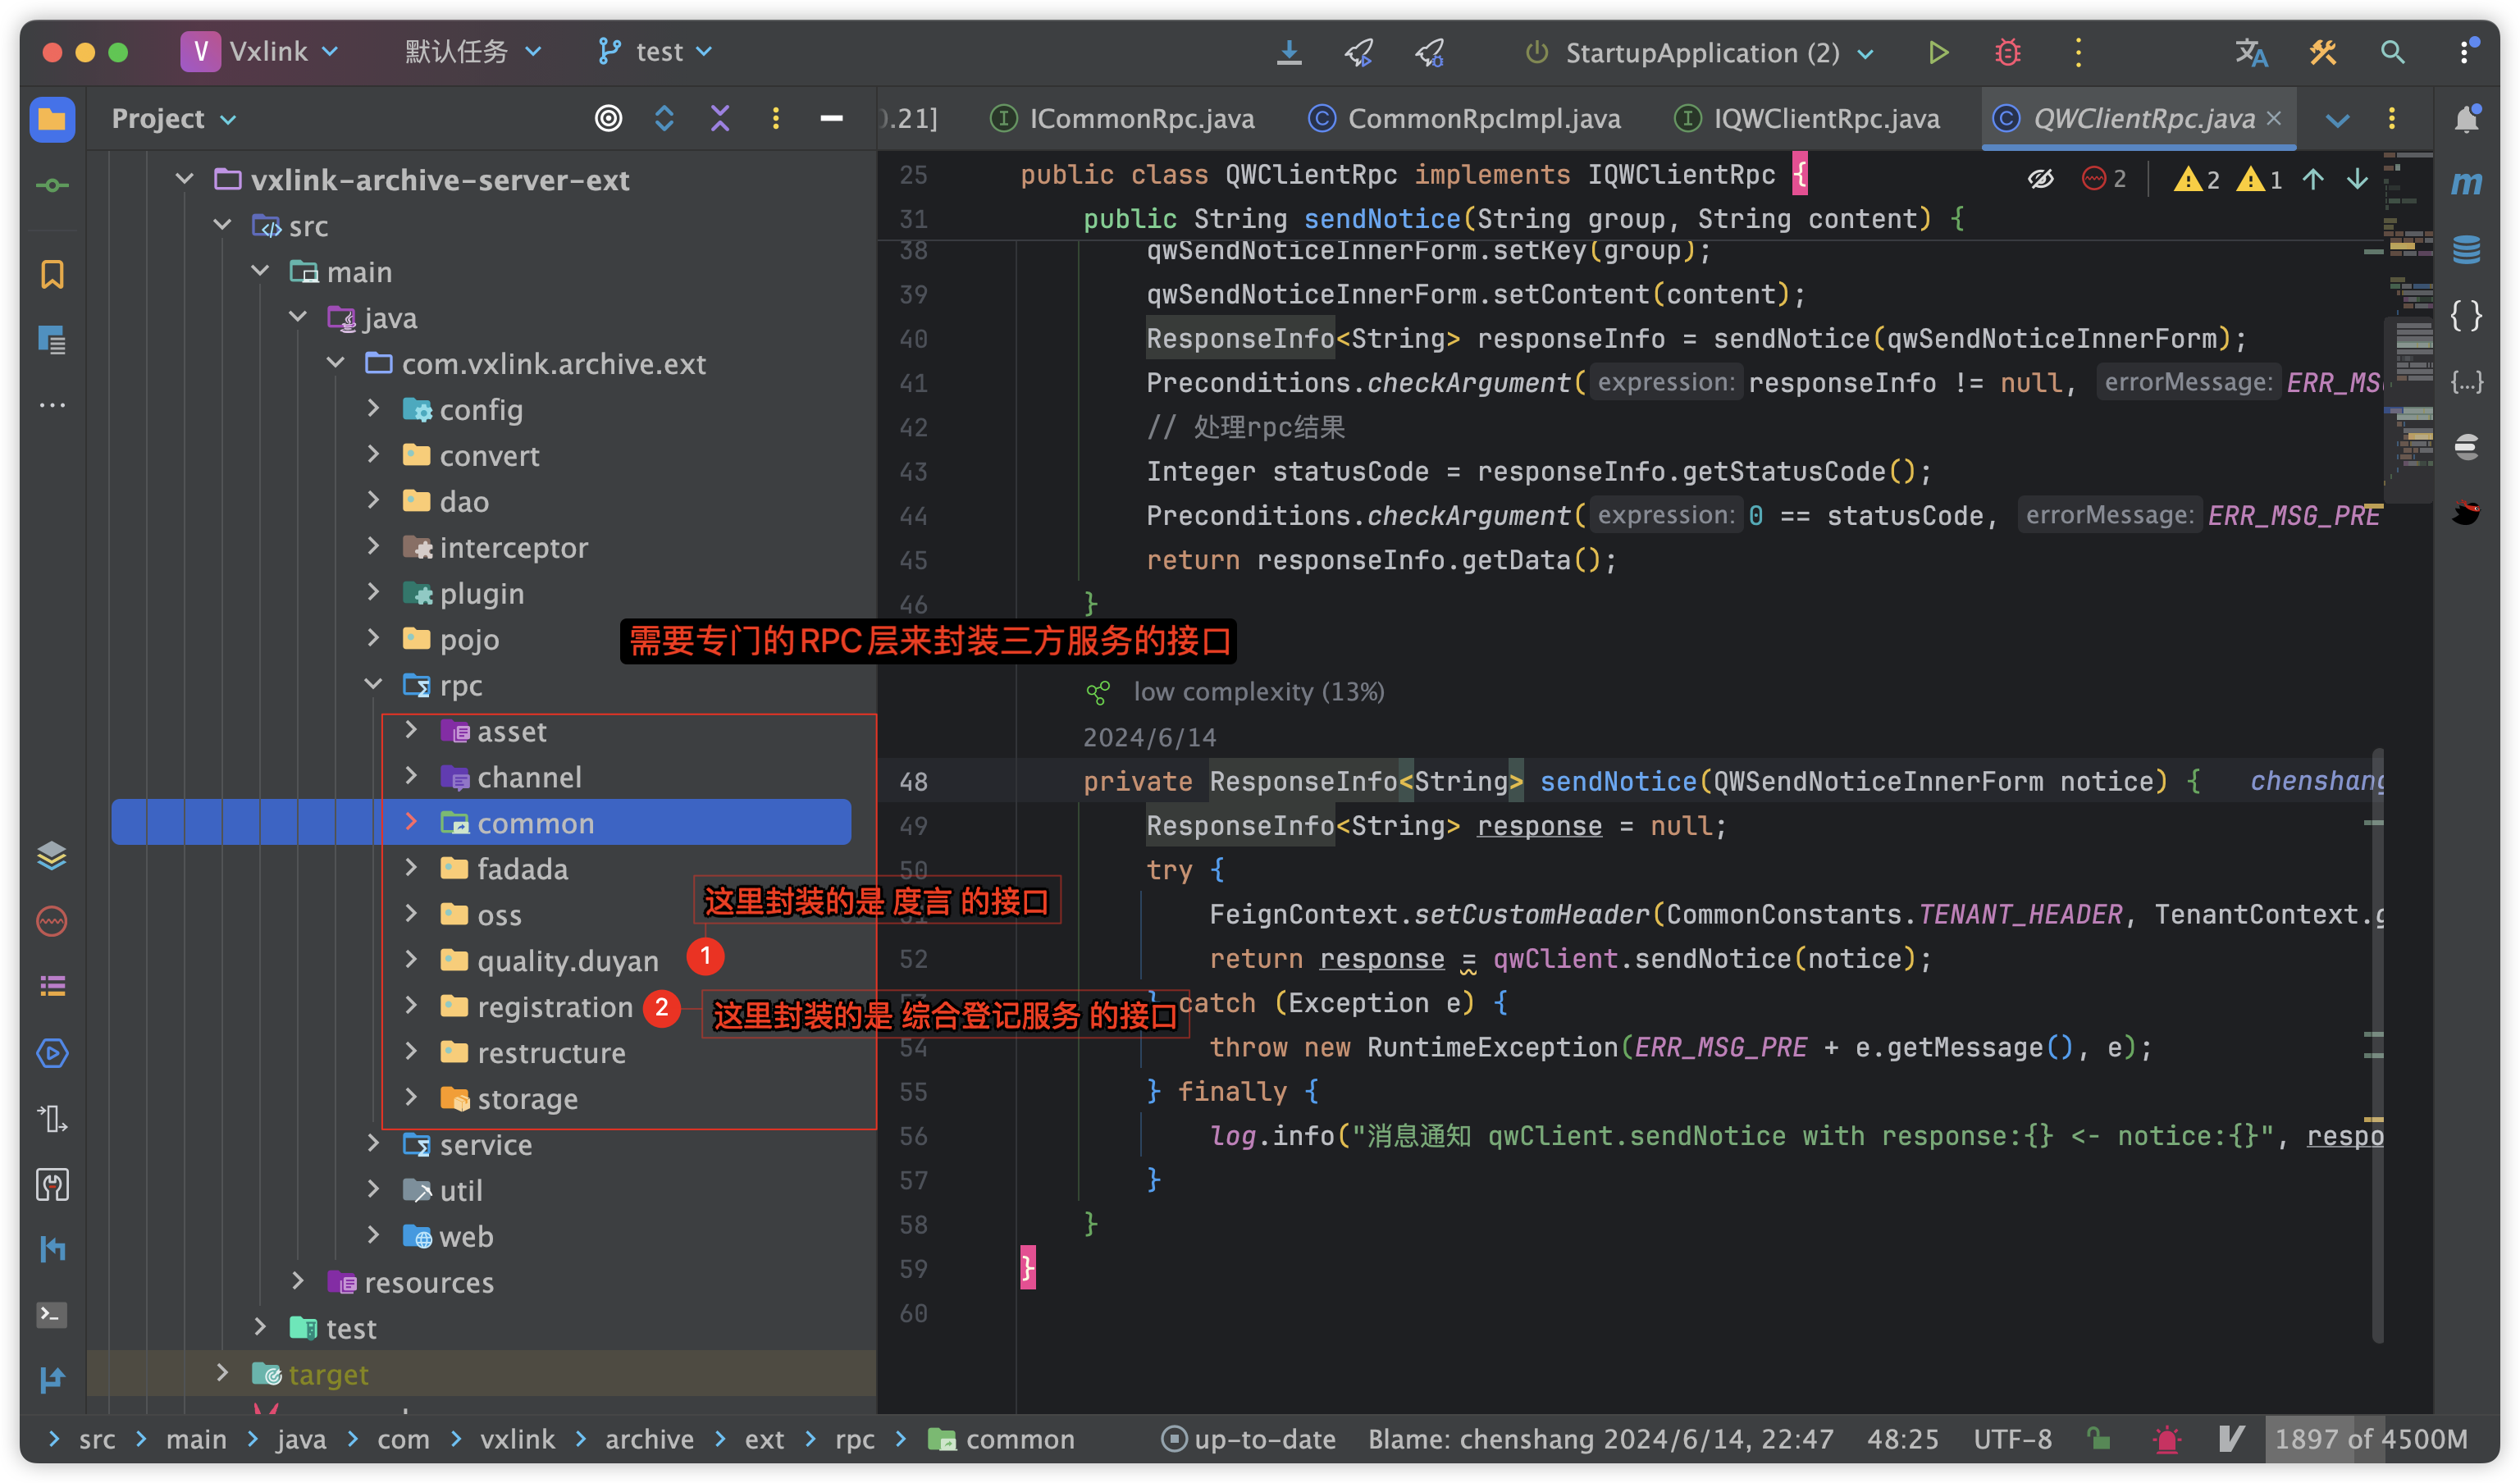 V Vxlink 默认任务 test StartupApplication (2)
Project
0.21] ICommonRpc.java CommonRpcImpl.java IQWClientRpc.java QWClientRpc.java
vxlink-archive-server-ext
src
main
java
com.vxlink.archive.ext
config
convert
dao
interceptor
plugin
pojo
rpc
asset
channel
common
fadada
oss
quality.duyan
registration
restructure
storage
service
util
web
resources
test
target
需要专门的RPC层来封装三方服务的接口
这里封装的是 度言 的接口
1
2
这里封装的是 综合登记服务 的接口
2 2 1
25 public class QWClientRpc implements IQWClientRpc {
31 public String sendNotice(String group, String content) {
38 qwSendNoticeInnerForm.setKey(group);
39 qwSendNoticeInnerForm.setContent(content);
40 ResponseInfo<String> responseInfo = sendNotice(qwSendNoticeInnerForm);
41 Preconditions.checkArgument( expression: responseInfo != null, errorMessage: ERR_MS
42 // 处理rpc结果
43 Integer statusCode = responseInfo.getStatusCode();
44 Preconditions.checkArgument( expression: 0 == statusCode, errorMessage: ERR_MSG_PRE
45 return responseInfo.getData();
46 }
low complexity (13%)
2024/6/14
48 private ResponseInfo<String> sendNotice(QWSendNoticeInnerForm notice) { chenshang
49 ResponseInfo<String> response = null;
50 try {
FeignContext.setCustomHeader(CommonConstants.TENANT_HEADER, TenantContext.g
52 return response = qwClient.sendNotice(notice);
} catch (Exception e) {
54 throw new RuntimeException(ERR_MSG_PRE + e.getMessage(), e);
55 } finally {
56 log.info("消息通知 qwClient.sendNotice with response:{} <- notice:{}", respo
57 }
58 }
59 }
60
src main java com vxlink archive ext rpc common up-to-date Blame: chenshang 2024/6/14, 22:47 48:25 UTF-8 1897 of 4500M